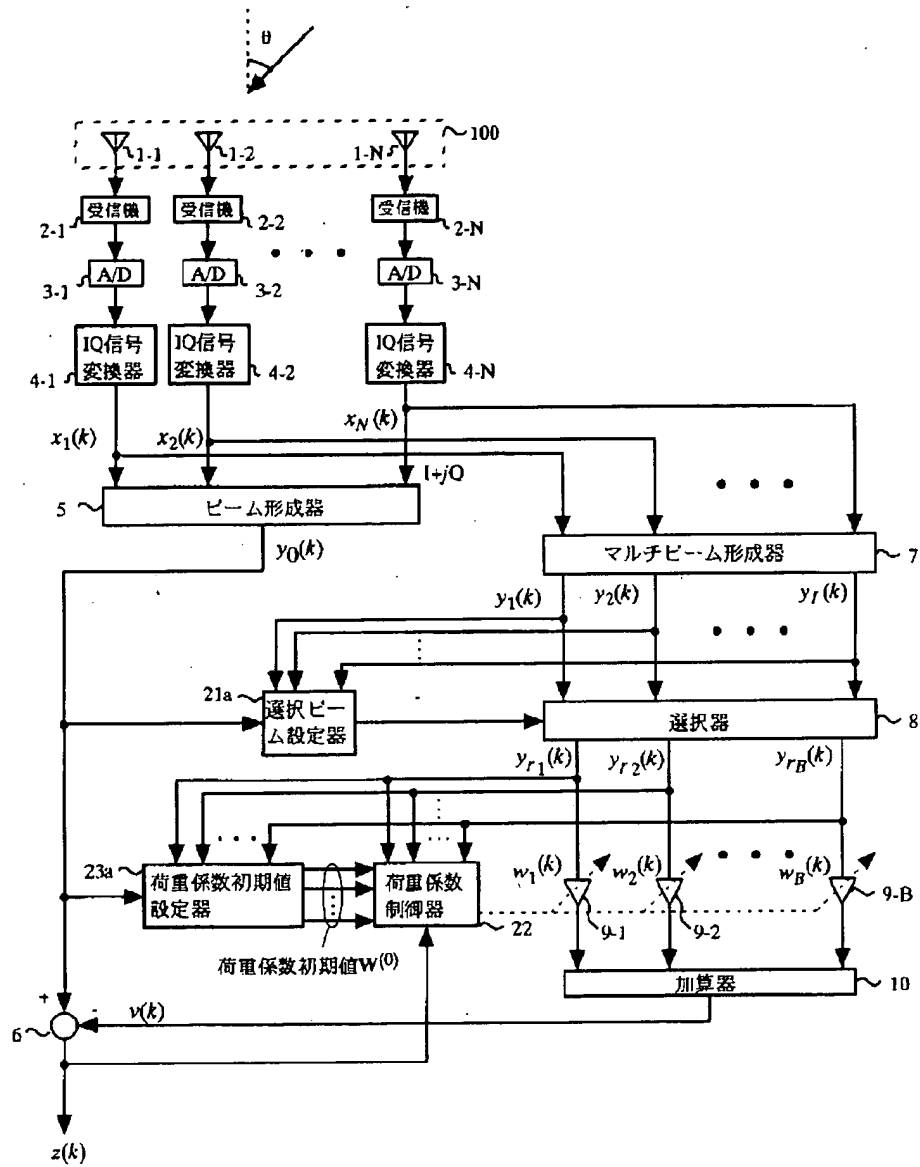 θ
100
1-1
1-2
1-N
受信機
受信機
受信機
2-1
2-2
2-N
A/D
A/D
A/D
3-1
3-2
3-N
IQ信号
変換器
IQ信号
変換器
IQ信号
変換器
4-1
4-2
4-N
x1(k)
x2(k)
xN(k)
I+jQ
5
ビーム形成器
y0(k)
マルチビーム形成器
7
y1(k)
y2(k)
yI(k)
21a
選択ビー
ム設定器
選択器
8
yr1(k)
yr2(k)
yrB(k)
23a
荷重係数初期値
設定器
荷重係数
制御器
22
w1(k)
w2(k)
wB(k)
9-1
9-2
9-B
荷重係数初期値W(0)
加算器
10
+
-
v(k)
6
z(k)